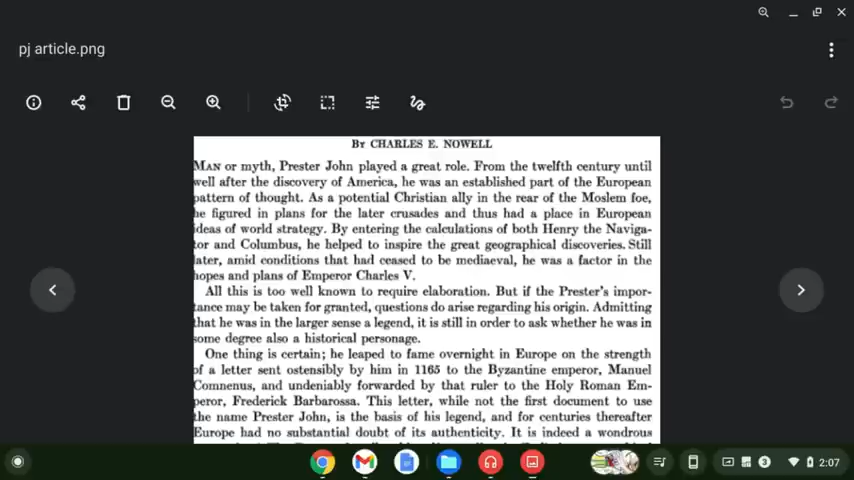 pj article.png
By CHARLES E. NOWELL
MAN or myth, Prester John played a great role. From the twelfth century until
well after the discovery of America, he was an established part of the European
pattern of thought. As a potential Christian ally in the rear of the Moslem foe,
he figured in plans for the later crusades and thus had a place in European
ideas of world strategy. By entering the calculations of both Henry the Naviga-
tor and Columbus, he helped to inspire the great geographical discoveries. Still
later, amid conditions that had ceased to be mediaeval, he was a factor in the
hopes and plans of Emperor Charles V.
All this is too well known to require elaboration. But if the Prester's impor-
tance may be taken for granted, questions do arise regarding his origin. Admitting
that he was in the larger sense a legend, it is still in order to ask whether he was in
some degree also a historical personage.
One thing is certain; he leaped to fame overnight in Europe on the strength
of a letter sent ostensibly by him in 1165 to the Byzantine emperor, Manuel
Comnenus, and undeniably forwarded by that ruler to the Holy Roman Em-
peror, Frederick Barbarossa. This letter, while not the first document to use
the name Prester John, is the basis of his legend, and for centuries thereafter
Europe had no substantial doubt of its authenticity. It is indeed a wondrous
3
2:07